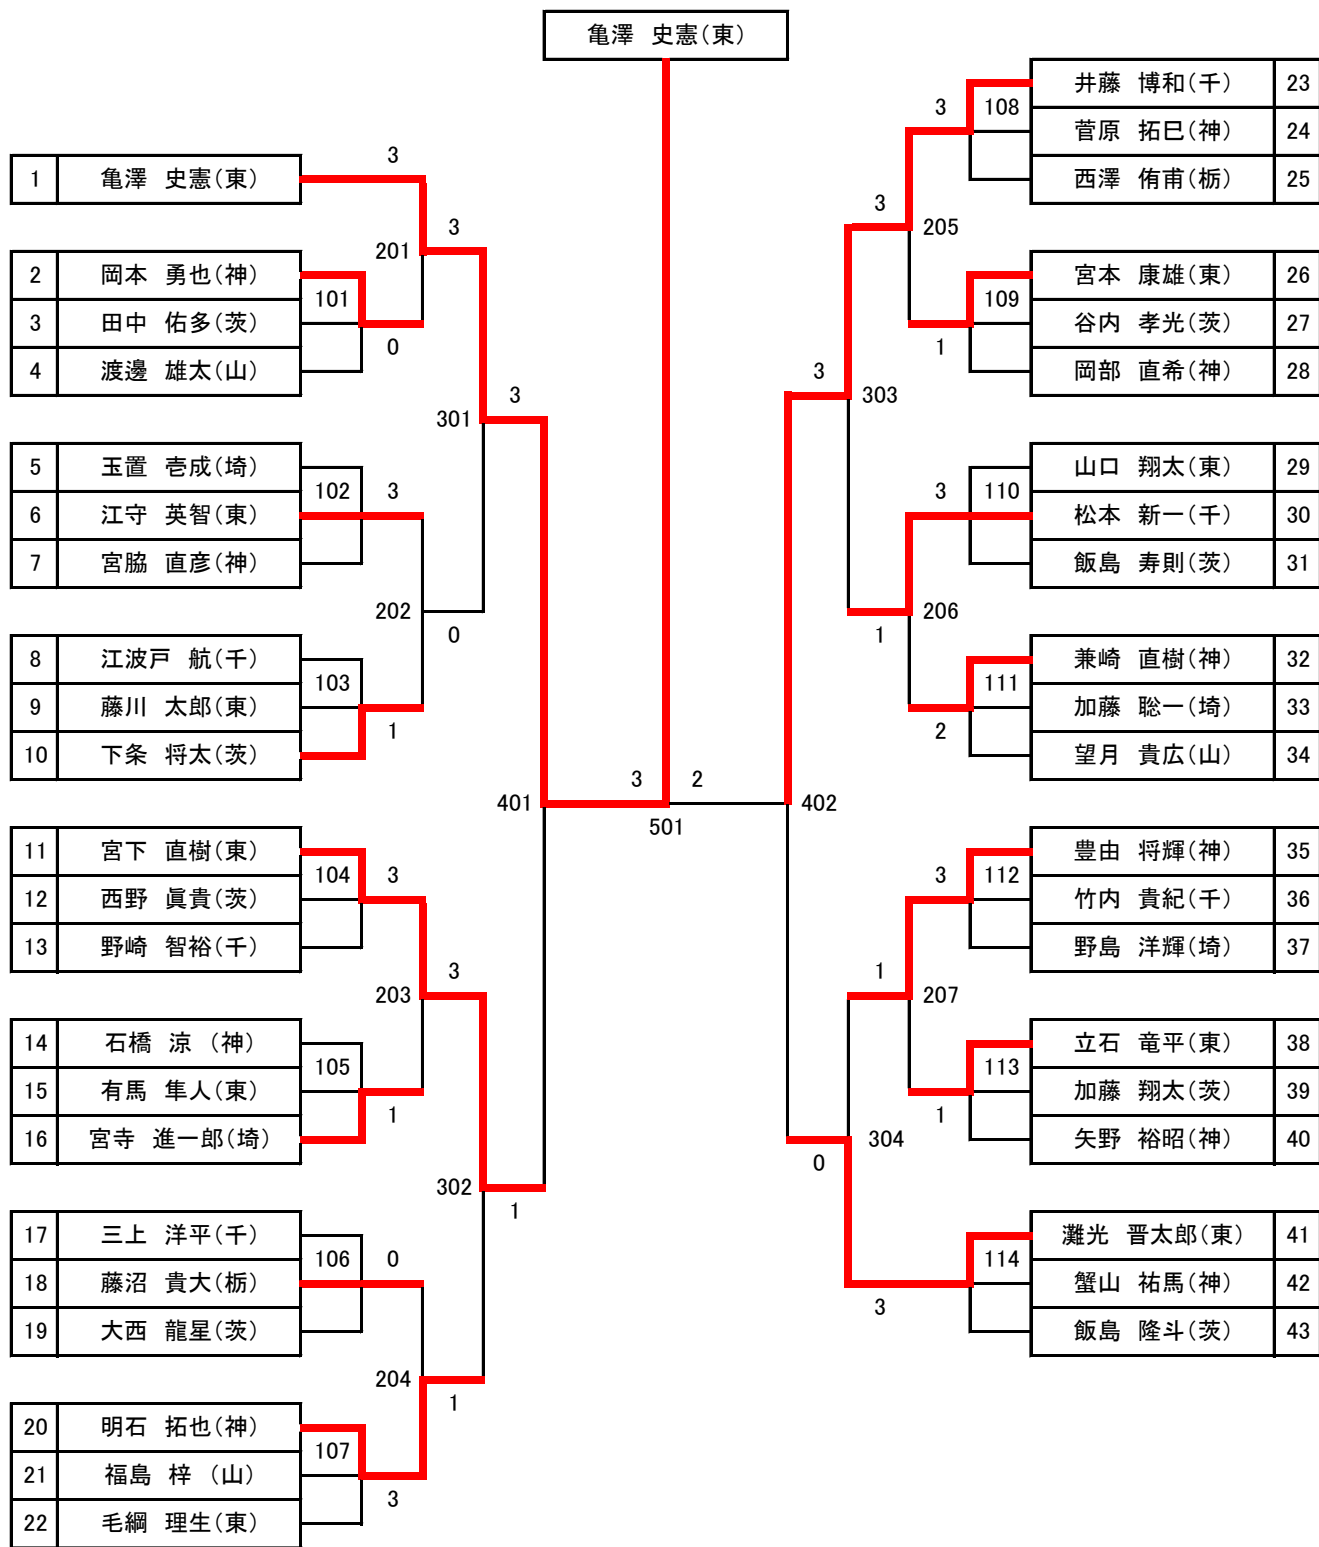 亀澤 史憲(東)
1 亀澤 史憲(東)
2 岡本 勇也(神)
3 田中 佑多(茨)
4 渡邊 雄太(山)
5 玉置 壱成(埼)
6 江守 英智(東)
7 宮脇 直彦(神)
8 江波戸 航(千)
9 藤川 太郎(東)
10 下条 将太(茨)
11 宮下 直樹(東)
12 西野 眞貴(茨)
13 野崎 智裕(千)
14 石橋 涼 (神)
15 有馬 隼人(東)
16 宮寺 進一郎(埼)
17 三上 洋平(千)
18 藤沼 貴大(栃)
19 大西 龍星(茨)
20 明石 拓也(神)
21 福島 梓 (山)
22 毛綱 理生(東)
3
101
0
102
3
103
1
104
3
105
1
106
0
107
3
201
3
202
0
203
3
204
1
301
3
302
1
401
3
2
501
402
3
303
0
304
3
205
1
206
1
207
3
108
109
1
3
110
111
2
3
112
113
1
114
3
井藤 博和(千) 23
菅原 拓巳(神) 24
西澤 侑甫(栃) 25
宮本 康雄(東) 26
谷内 孝光(茨) 27
岡部 直希(神) 28
山口 翔太(東) 29
松本 新一(千) 30
飯島 寿則(茨) 31
兼崎 直樹(神) 32
加藤 聡一(埼) 33
望月 貴広(山) 34
豊由 将輝(神) 35
竹内 貴紀(千) 36
野島 洋輝(埼) 37
立石 竜平(東) 38
加藤 翔太(茨) 39
矢野 裕昭(神) 40
灘光 晋太郎(東) 41
蟹山 祐馬(神) 42
飯島 隆斗(茨) 43